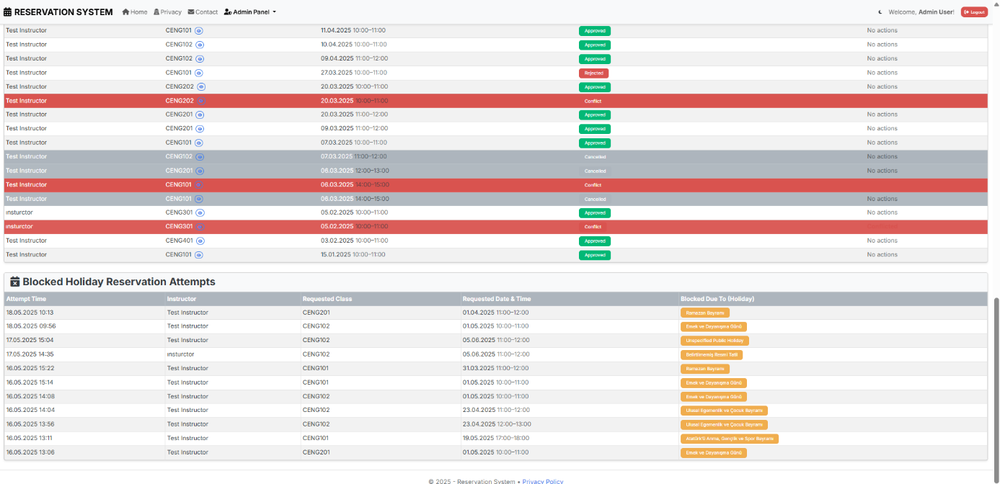 RESERVATION SYSTEM Home Privacy Contact Admin Panel Welcome, Admin User! Logout
Test Instructor CENG101 11.04.2025 10:00–11:00 Approved No actions
Test Instructor CENG102 10.04.2025 10:00–11:00 Approved No actions
Test Instructor CENG102 09.04.2025 11:00–12:00 Approved No actions
Test Instructor CENG101 27.03.2025 10:00–11:00 Rejected No actions
Test Instructor CENG202 20.03.2025 10:00–11:00 Approved No actions
Test Instructor CENG202 20.03.2025 10:00–11:00 Conflict
Test Instructor CENG201 20.03.2025 11:00–12:00 Approved No actions
Test Instructor CENG201 09.03.2025 10:00–11:00 Approved No actions
Test Instructor CENG101 07.03.2025 10:00–11:00 Approved No actions
Test Instructor CENG102 07.03.2025 11:00–12:00 Cancelled No actions
Test Instructor CENG201 06.03.2025 12:00–13:00 Cancelled No actions
Test Instructor CENG101 06.03.2025 14:00–15:00 Conflict
Test Instructor CENG101 06.03.2025 14:00–15:00 Cancelled No actions
ınsturctor CENG301 05.02.2025 10:00–11:00 Approved No actions
ınsturctor CENG301 05.02.2025 10:00–11:00 Conflict
Test Instructor CENG401 03.02.2025 10:00–11:00 Approved No actions
Test Instructor CENG101 15.01.2025 10:00–11:00 Approved No actions
Blocked Holiday Reservation Attempts
Attempt Time Instructor Requested Class Requested Date & Time Blocked Due To (Holiday)
18.05.2025 10:13 Test Instructor CENG201 01.04.2025 11:00–12:00 Ramazan Bayramı
18.05.2025 09:56 Test Instructor CENG102 01.05.2025 10:00–11:00 Emek ve Dayanışma Günü
17.05.2025 15:04 Test Instructor CENG102 05.06.2025 11:00–12:00 Unspecified Public Holiday
17.05.2025 14:35 ınsturctor CENG102 05.06.2025 11:00–12:00 Belirtilmemiş Resmi Tatil
16.05.2025 15:22 Test Instructor CENG101 31.03.2025 11:00–12:00 Ramazan Bayramı
16.05.2025 15:14 Test Instructor CENG101 01.05.2025 10:00–11:00 Emek ve Dayanışma Günü
16.05.2025 14:08 Test Instructor CENG102 01.05.2025 10:00–11:00 Emek ve Dayanışma Günü
16.05.2025 14:04 Test Instructor CENG102 23.04.2025 11:00–12:00 Ulusal Egemenlik ve Çocuk Bayramı
16.05.2025 13:56 Test Instructor CENG102 23.04.2025 12:00–13:00 Ulusal Egemenlik ve Çocuk Bayramı
16.05.2025 13:11 Test Instructor CENG101 19.05.2025 17:00–18:00 Atatürk'ü Anma, Gençlik ve Spor Bayramı
16.05.2025 13:06 Test Instructor CENG201 01.05.2025 10:00–11:00 Emek ve Dayanışma Günü
© 2025 - Reservation System • Privacy Policy